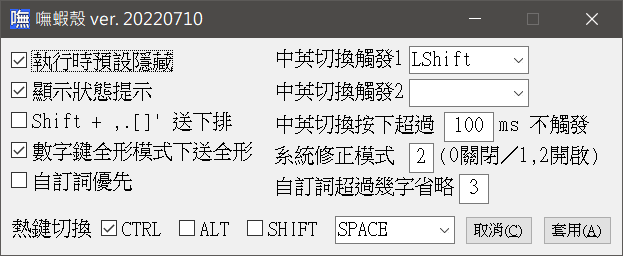 嘸 嘸蝦殼 ver. 20220710
執行時預設隱藏
顯示狀態提示
Shift + ,.[]' 送下排
數字鍵全形模式下送全形
自訂詞優先
中英切換觸發1 LShift
中英切換觸發2
中英切換按下超過 100 ms 不觸發
系統修正模式 2 (0關閉／1,2開啟)
自訂詞超過幾字省略 3
熱鍵切換 CTRL ALT SHIFT SPACE 取消(C) 套用(A)